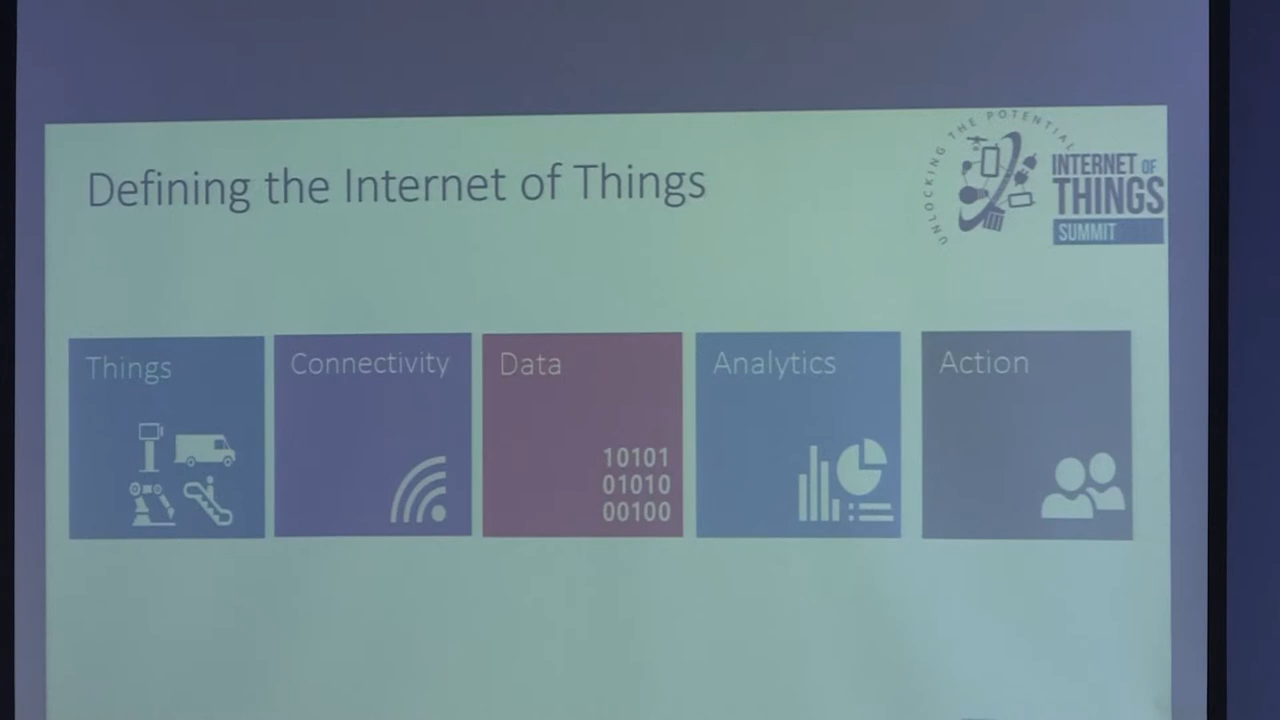 Defining the Internet of Things
UNLOCKING THE POTENTIAL
INTERNET OF
THINGS
SUMMIT
Things
Connectivity
Data
Analytics
Action
10101
01010
00100